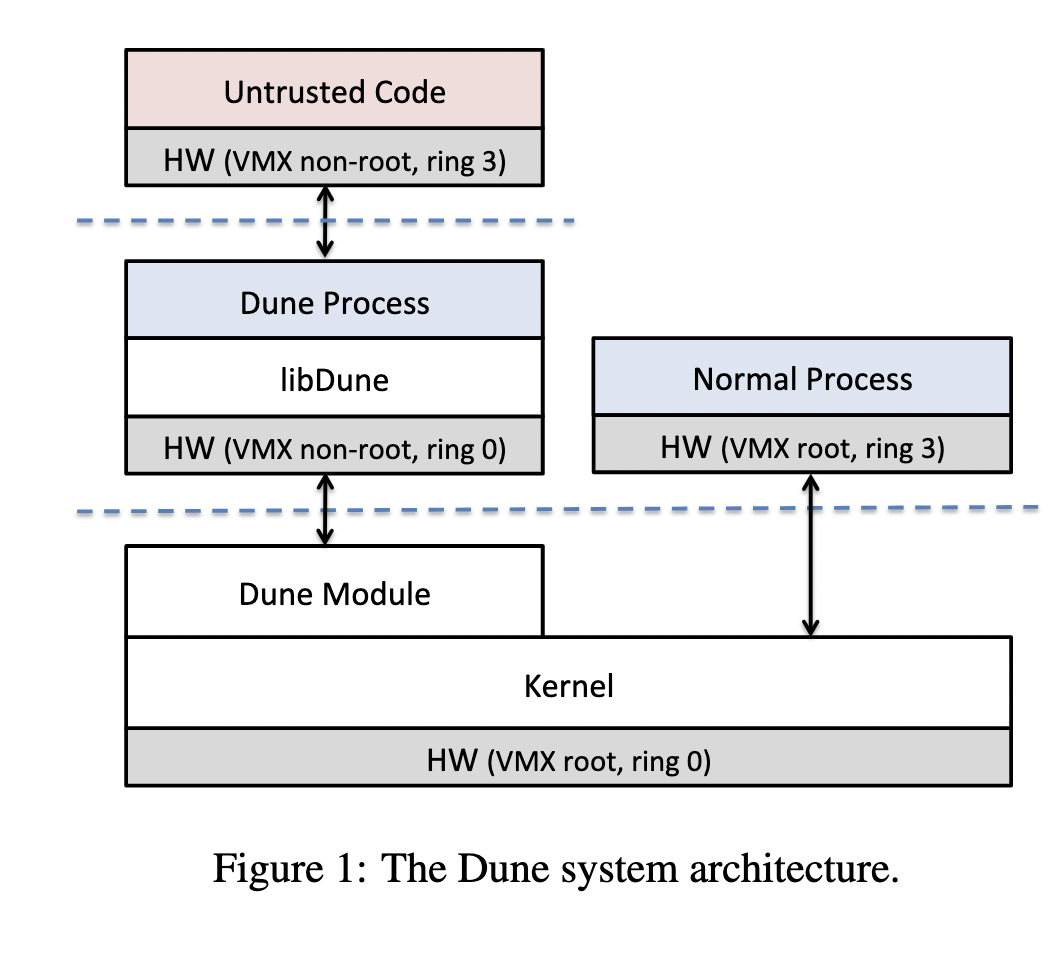 Untrusted Code
HW (VMX non-root, ring 3)
Dune Process
libDune
HW (VMX non-root, ring 0)
Normal Process
HW (VMX root, ring 3)
Dune Module
Kernel
HW (VMX root, ring 0)
Figure 1: The Dune system architecture.